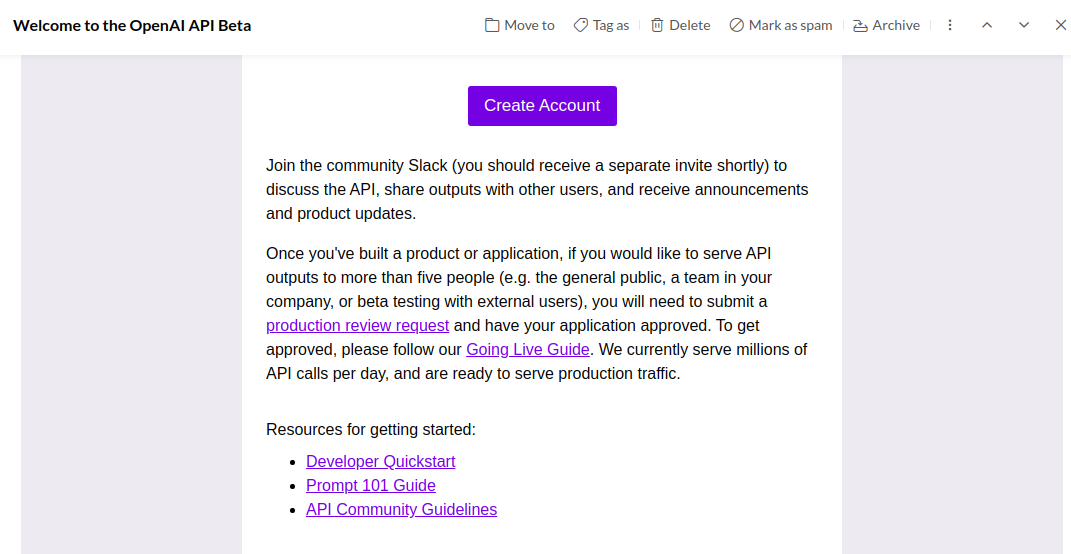 Welcome to the OpenAI API Beta
Move to
Tag as
Delete
Mark as spam
Archive
Create Account
Join the community Slack (you should receive a separate invite shortly) to
discuss the API, share outputs with other users, and receive announcements
and product updates.
Once you've built a product or application, if you would like to serve API
outputs to more than five people (e.g. the general public, a team in your
company, or beta testing with external users), you will need to submit a
production review request and have your application approved. To get
approved, please follow our Going Live Guide. We currently serve millions of
API calls per day, and are ready to serve production traffic.
Resources for getting started:
• Developer Quickstart
• Prompt 101 Guide
• API Community Guidelines